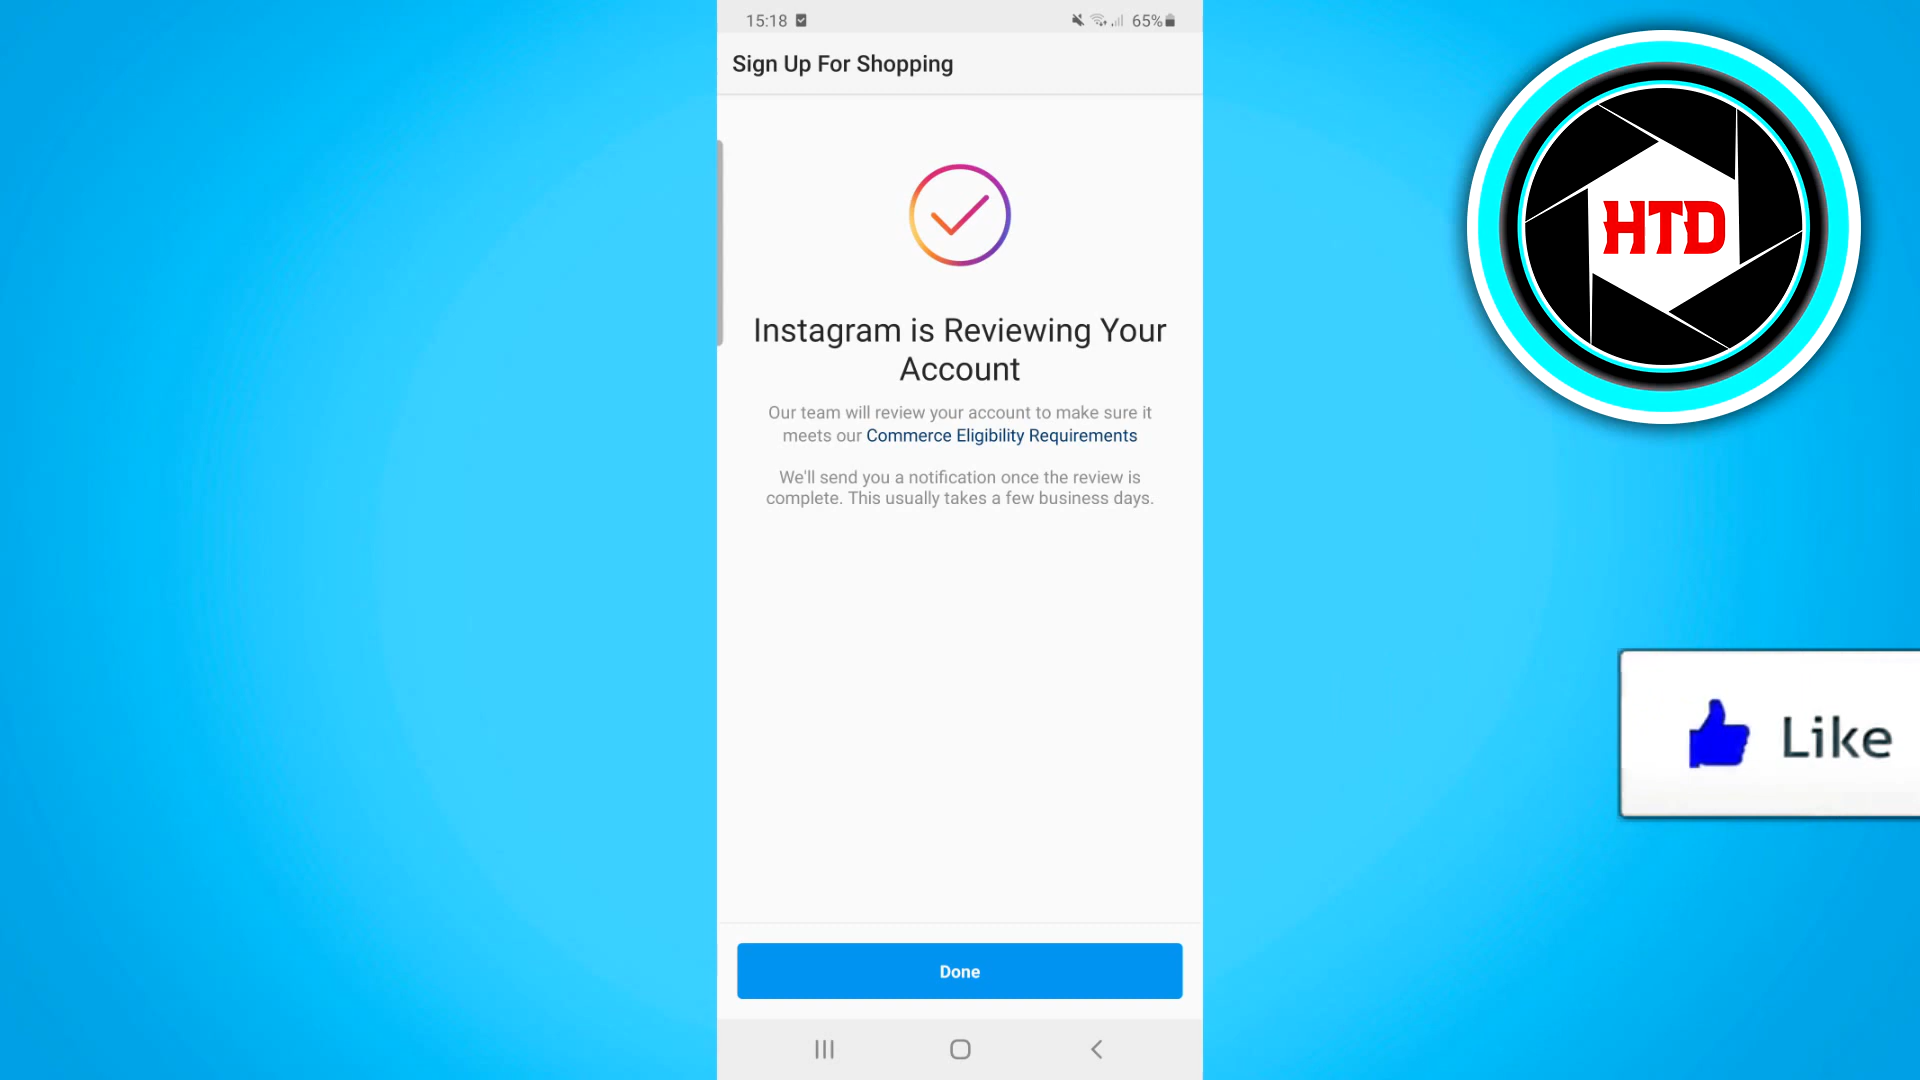 15:18
65%
Sign Up For Shopping
HTD
Instagram is Reviewing Your
Account
Our team will review your account to make sure it
meets our Commerce Eligibility Requirements
We'll send you a notification once the review is
complete. This usually takes a few business days.
Like
Done